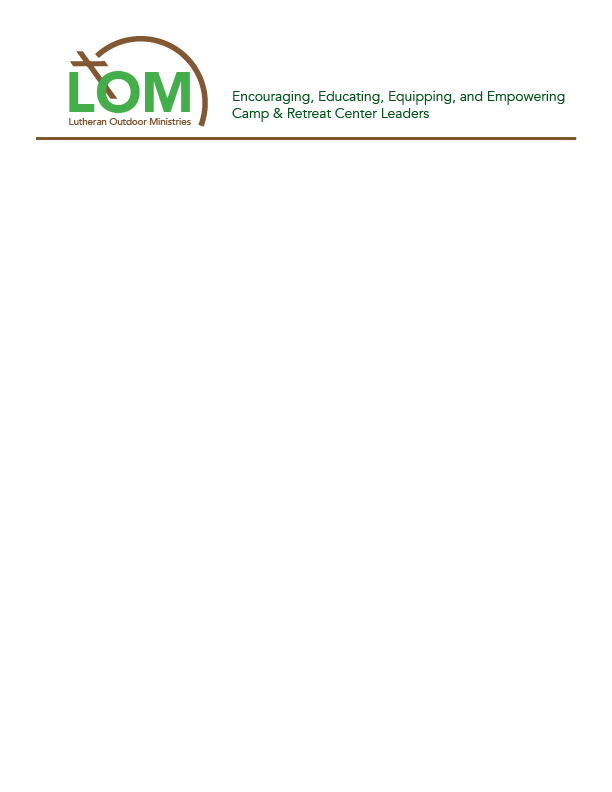 LOM
Lutheran Outdoor Ministries
Encouraging, Educating, Equipping, and Empowering
Camp & Retreat Center Leaders